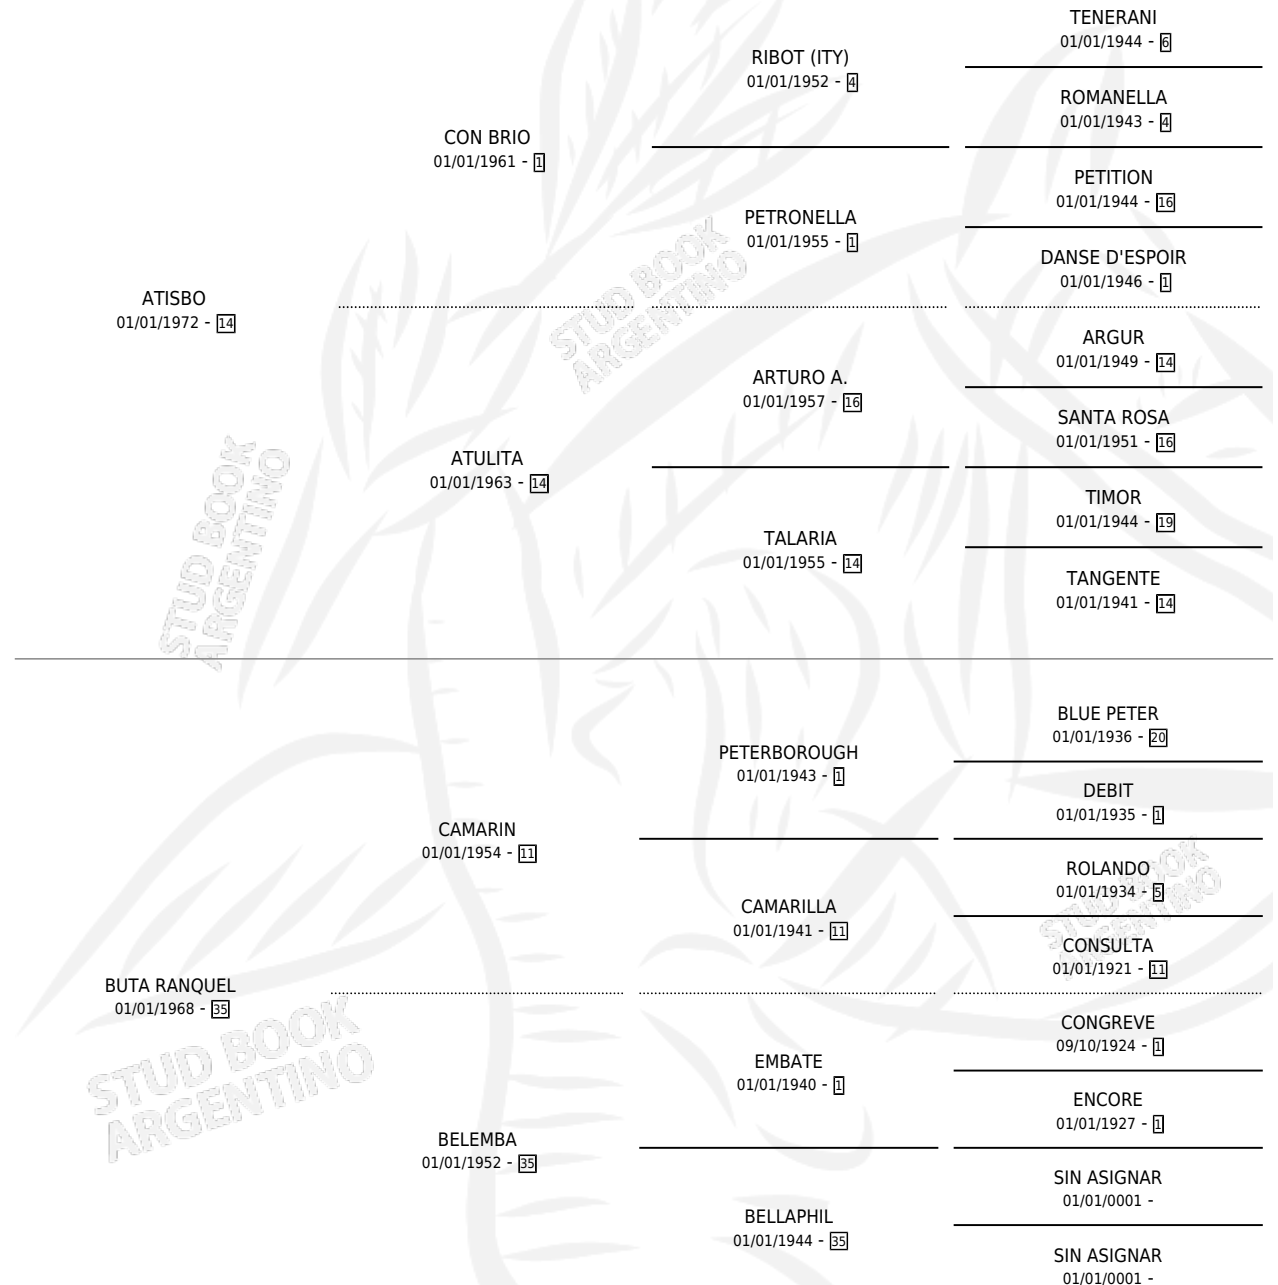 TENERANI
01/01/1944 - 6
RIBOT (ITY)
01/01/1952 - 4
ROMANELLA
01/01/1943 - 4
CON BRIO
01/01/1961 - 1
PETITION
01/01/1944 - 16
PETRONELLA
01/01/1955 - 1
DANSE D'ESPOIR
01/01/1946 - 1
ATISBO
01/01/1972 - 14
STUD BOOK
ARGENTINO
ARGUR
01/01/1949 - 14
ARTURO A.
01/01/1957 - 16
SANTA ROSA
01/01/1951 - 16
ATULITA
01/01/1963 - 14
STUD BOOK
ARGENTINO
TIMOR
01/01/1944 - 19
TALARIA
01/01/1955 - 14
TANGENTE
01/01/1941 - 14
BLUE PETER
01/01/1936 - 20
PETERBOROUGH
01/01/1943 - 1
DEBIT
01/01/1935 - 1
CAMARIN
01/01/1954 - 11
ROLANDO
01/01/1934 - 5
STUD BOOK
ARGENTINO
CAMARILLA
01/01/1941 - 11
CONSULTA
01/01/1921 - 11
BUTA RANQUEL
01/01/1968 - 35
STUD BOOK
ARGENTINO
CONGREVE
09/10/1924 - 1
EMBATE
01/01/1940 - 1
ENCORE
01/01/1927 - 1
BELEMBA
01/01/1952 - 35
SIN ASIGNAR
01/01/0001 -
BELLAPHIL
01/01/1944 - 35
SIN ASIGNAR
01/01/0001 -